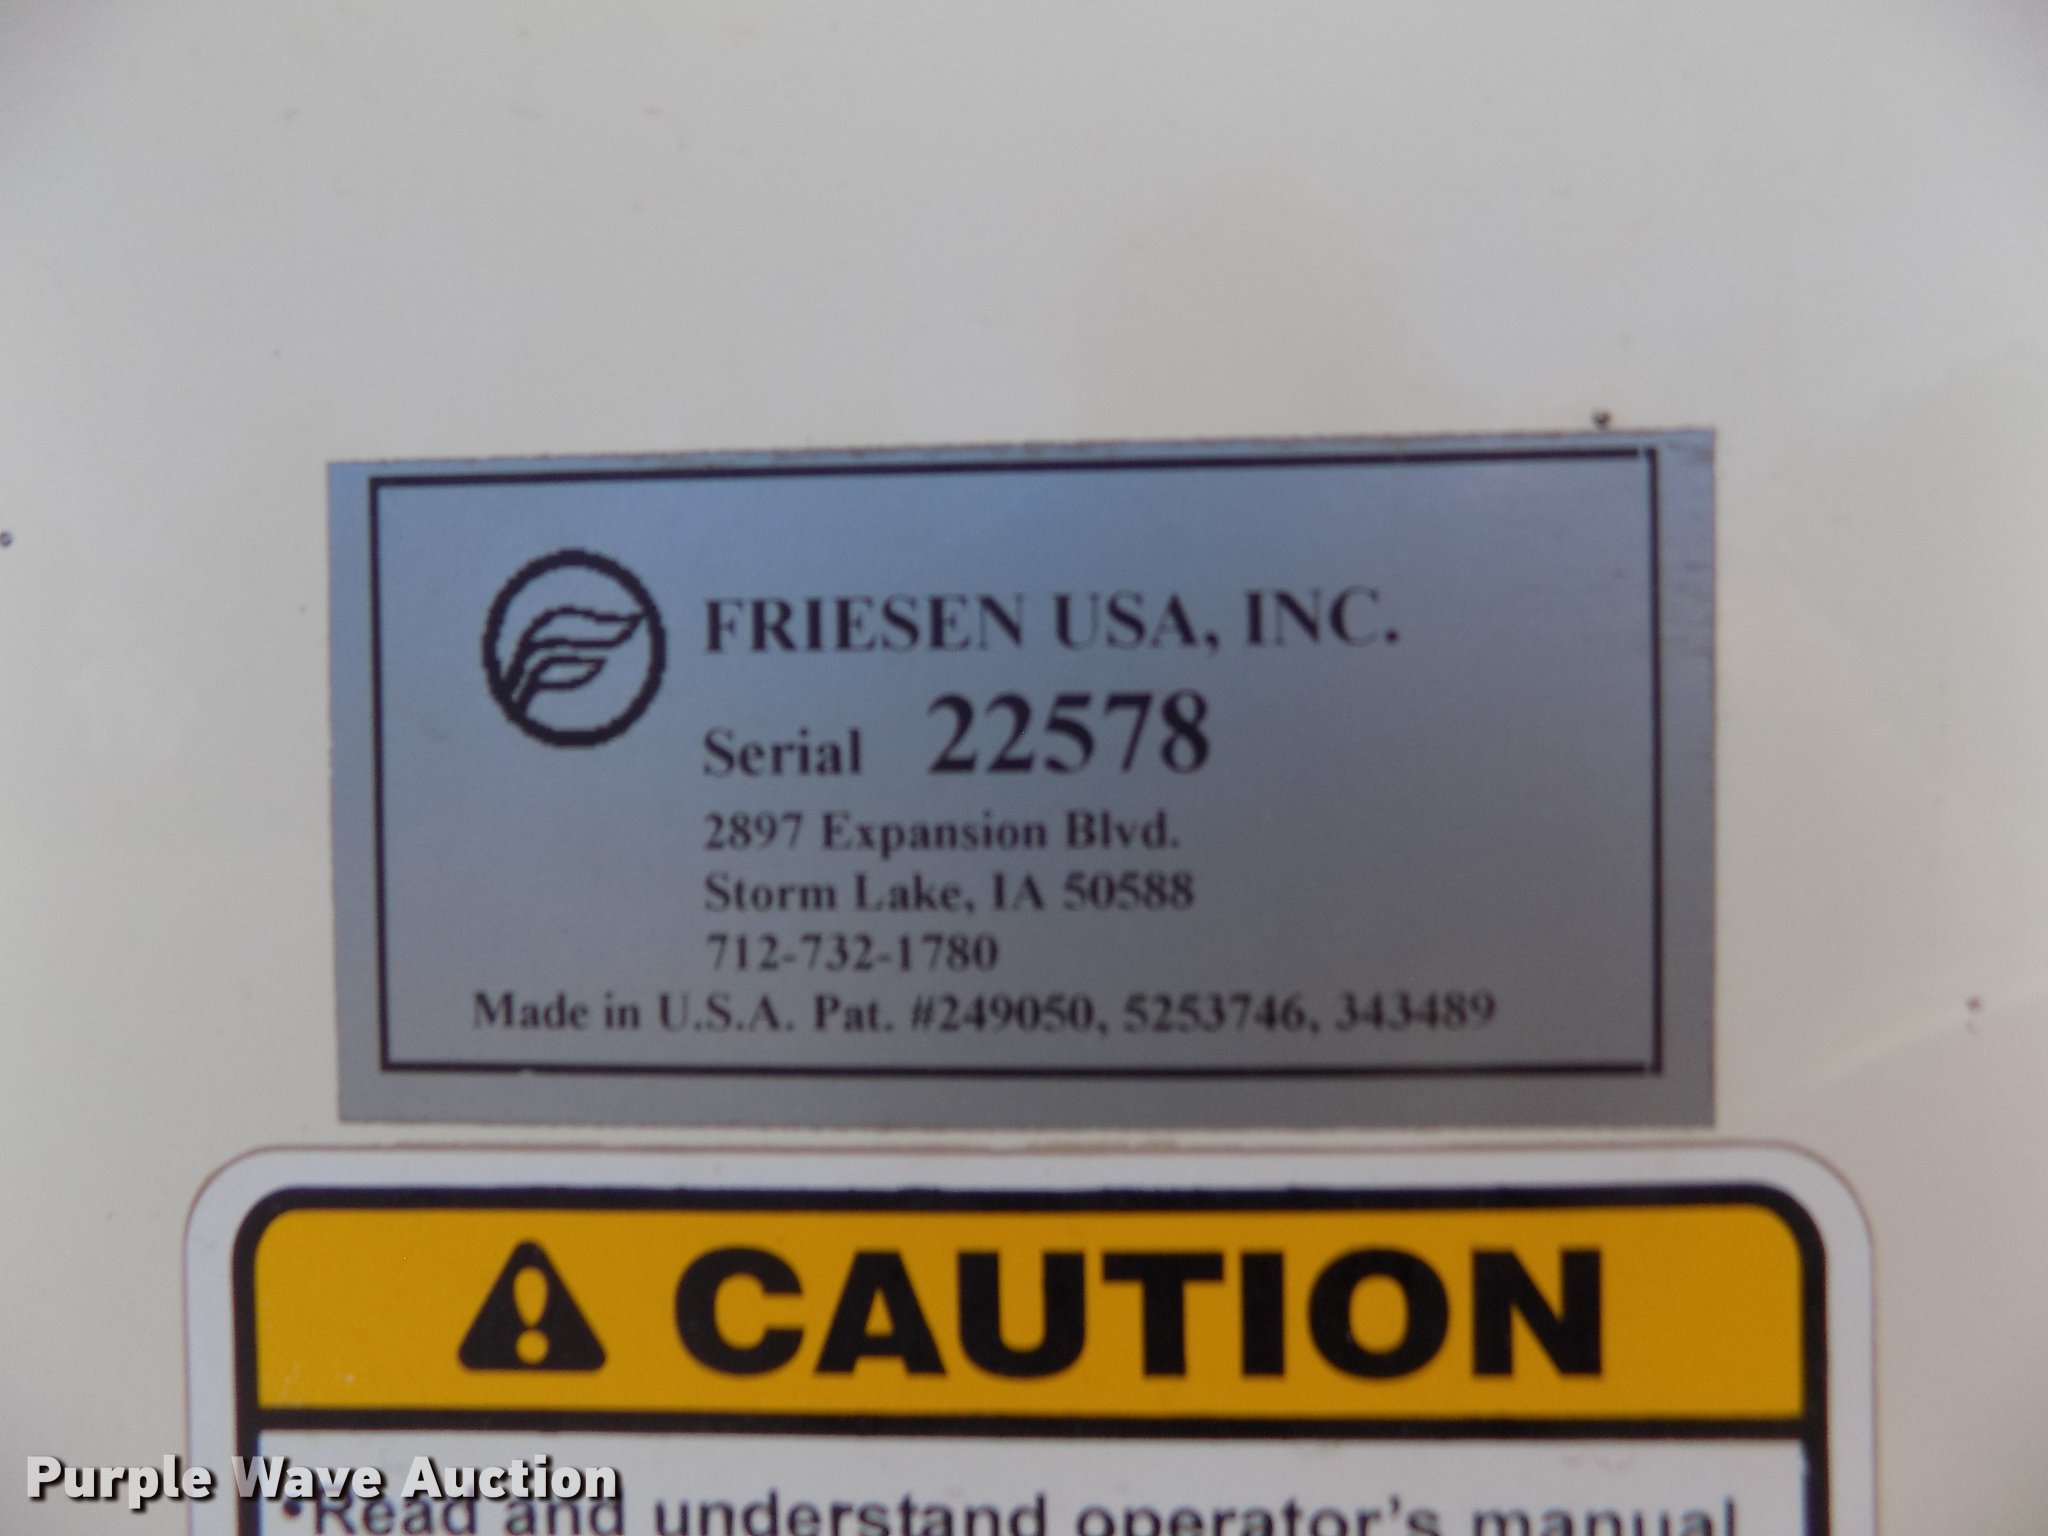 FRIESEN USA, INC.
Serial 22578
2897 Expansion Blvd.
Storm Lake, IA 50588
712-732-1780
Made in U.S.A. Pat. #249050, 5253746, 343489
CAUTION
•Read and understand operator's manual
Purple Wave Auction